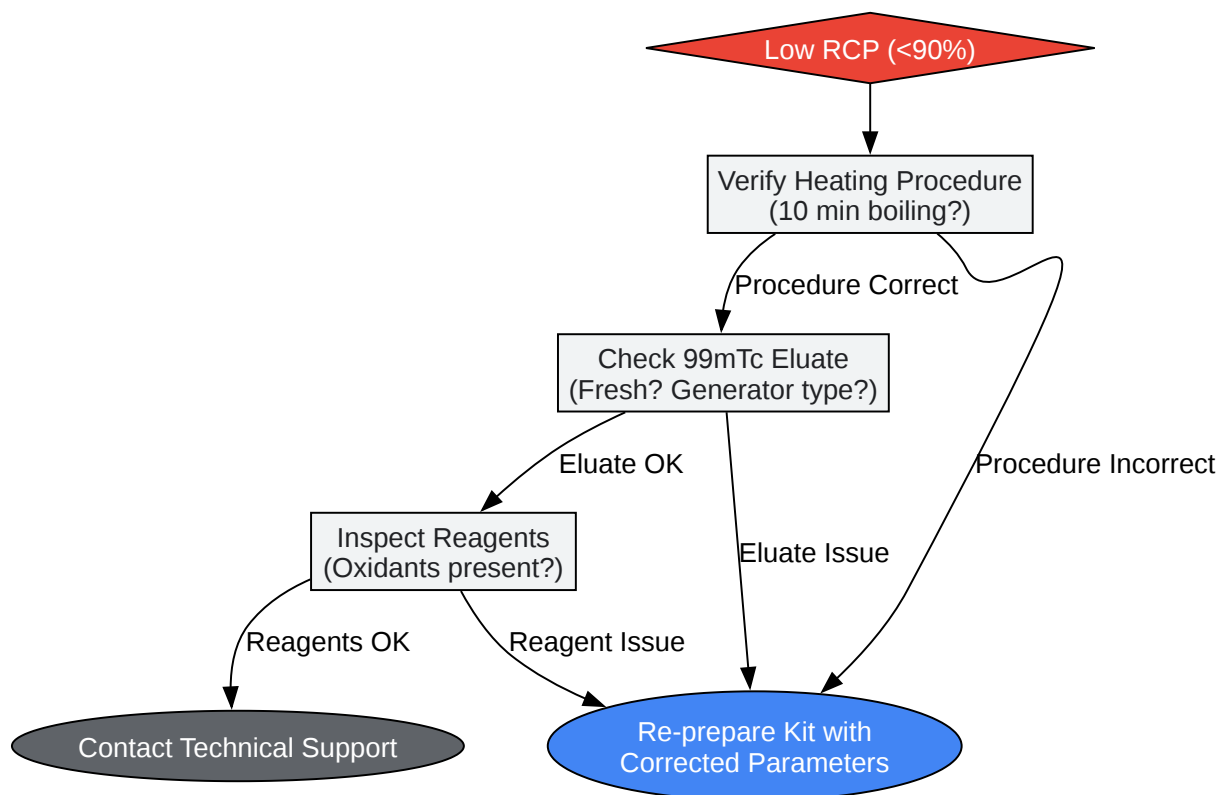 Low RCP (<90%)
Verify Heating Procedure
(10 min boiling?)
Procedure Correct
Check 99mTc Eluate
(Fresh? Generator type?)
Eluate OK
Procedure Incorrect
Inspect Reagents
(Oxidants present?)
Eluate Issue
Reagents OK
Reagent Issue
Contact Technical Support
Re-prepare Kit with
Corrected Parameters